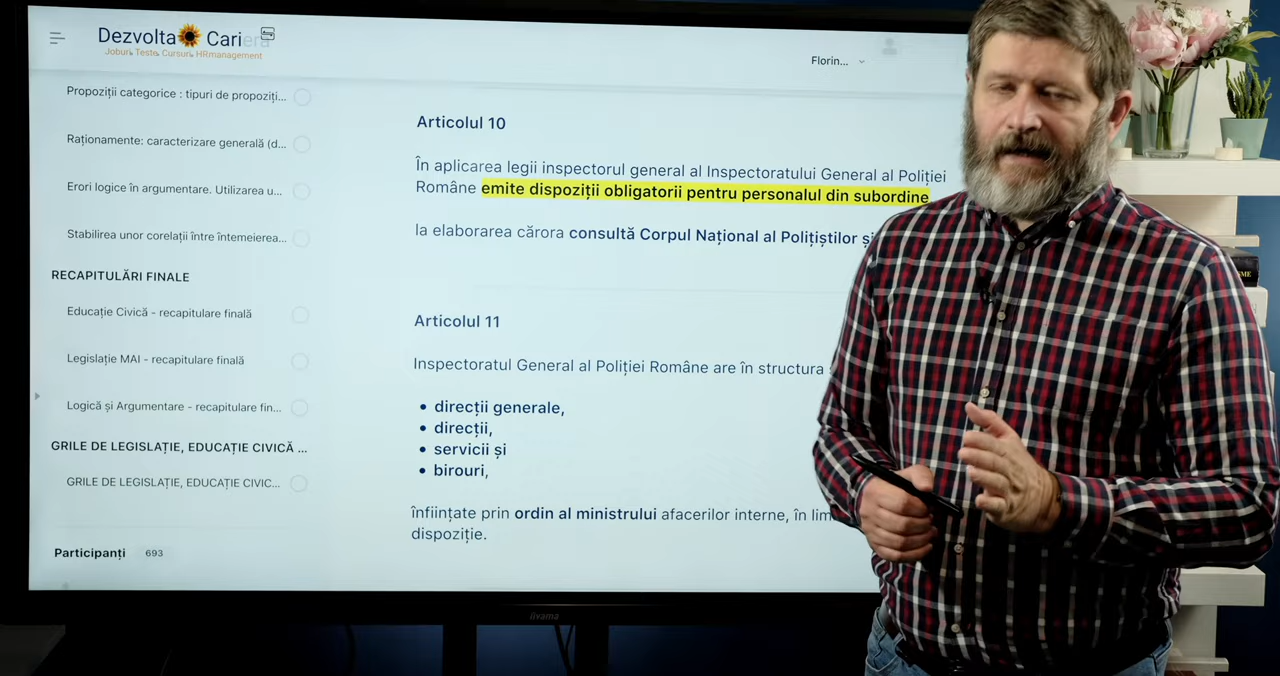 Dezvolta Cariera
Joburi, Teste, Cursuri, HRmanagement
Florin...
Propoziții categorice : tipuri de propoziți...
Raționamente: caracterizare generală (d...
Erori logice în argumentare. Utilizarea u...
Stabilirea unor corelații între întemeierea...
RECAPITULĂRI FINALE
Educație Civică - recapitulare finală
Legislație MAI - recapitulare finală
Logică și Argumentare - recapitulare fin...
GRILE DE LEGISLAȚIE, EDUCAȚIE CIVICĂ ...
GRILE DE LEGISLAȚIE, EDUCAȚIE CIVIC...
Participanți 693
Articolul 10
În aplicarea legii inspectorul general al Inspectoratului General al Poliției
Române emite dispoziții obligatorii pentru personalul din subordine
la elaborarea cărora consultă Corpul Național al Polițiștilor și
Articolul 11
Inspectoratul General al Poliției Române are în structura
• direcții generale,
• direcții,
• servicii și
• birouri,
înființate prin ordin al ministrului afacerilor interne, în lim
dispoziție.
iiyama